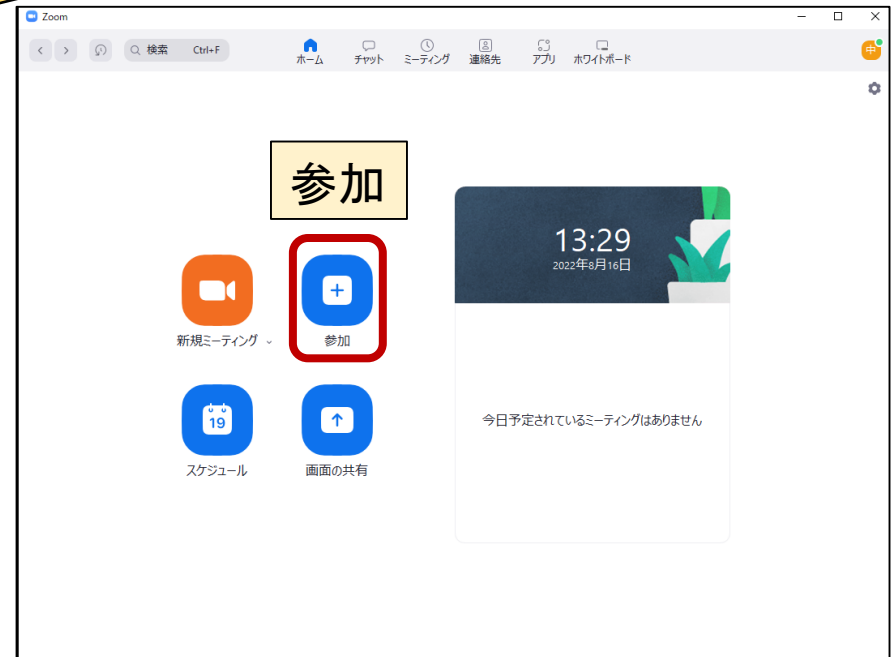 Zoom
検索 Ctrl+F
ホーム
チャット
ミーティング
連絡先
アプリ
ホワイトボード
中
参加
13:29
2022年8月16日
新規ミーティング
参加
19
スケジュール
画面の共有
今日予定されているミーティングはありません